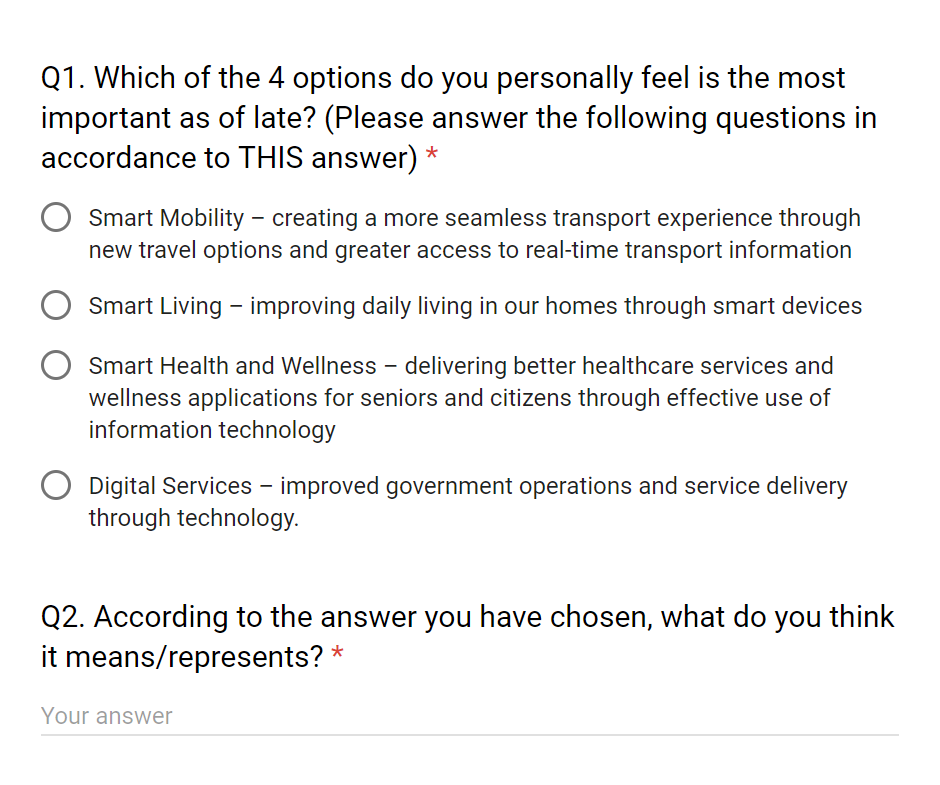 Q1. Which of the 4 options do you personally feel is the most
important as of late? (Please answer the following questions in
accordance to THIS answer) *
Smart Mobility – creating a more seamless transport experience through
new travel options and greater access to real-time transport information
Smart Living – improving daily living in our homes through smart devices
Smart Health and Wellness – delivering better healthcare services and
wellness applications for seniors and citizens through effective use of
information technology
Digital Services – improved government operations and service delivery
through technology.
Q2. According to the answer you have chosen, what do you think
it means/represents? *
Your answer